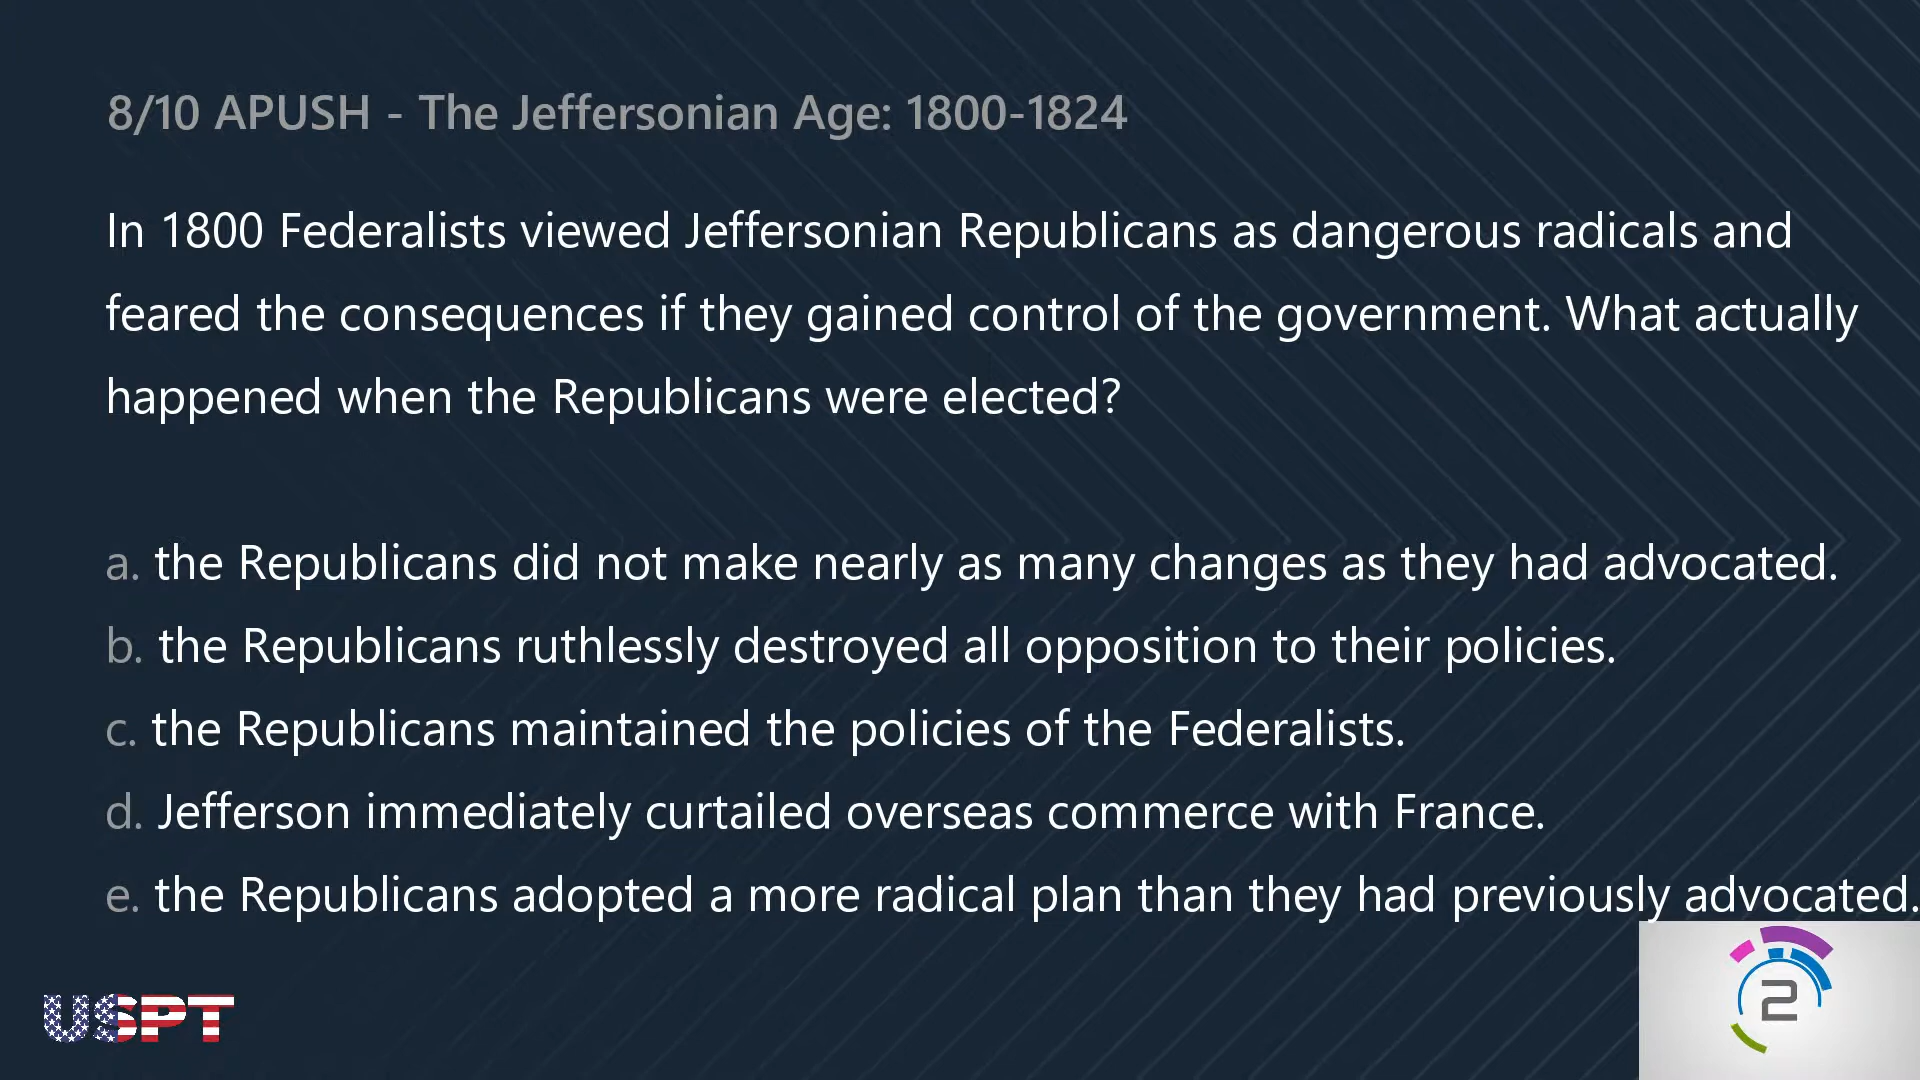 8/10 APUSH - The Jeffersonian Age: 1800-1824
In 1800 Federalists viewed Jeffersonian Republicans as dangerous radicals and
feared the consequences if they gained control of the government. What actually
happened when the Republicans were elected?
a. the Republicans did not make nearly as many changes as they had advocated.
b. the Republicans ruthlessly destroyed all opposition to their policies.
c. the Republicans maintained the policies of the Federalists.
d. Jefferson immediately curtailed overseas commerce with France.
e. the Republicans adopted a more radical plan than they had previously advocated.
USPT
2